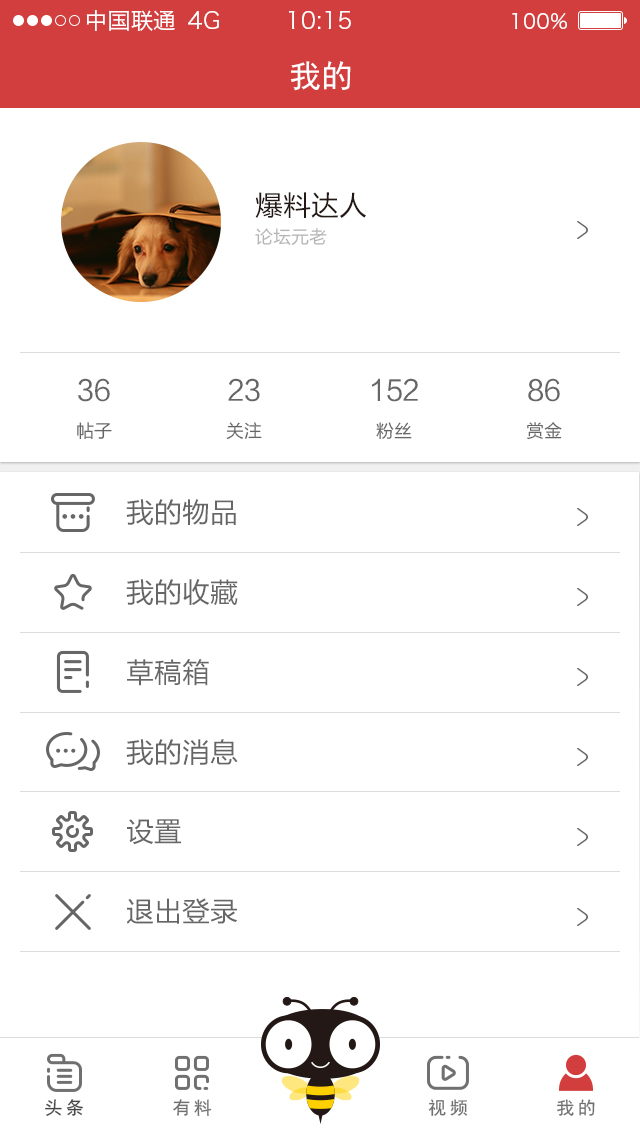 中国联通 4G 10:15 100%
我的
爆料达人
论坛元老
36 23 152 86
帖子 关注 粉丝 赏金
我的物品
我的收藏
草稿箱
我的消息
设置
退出登录
头条 有料 视频 我的